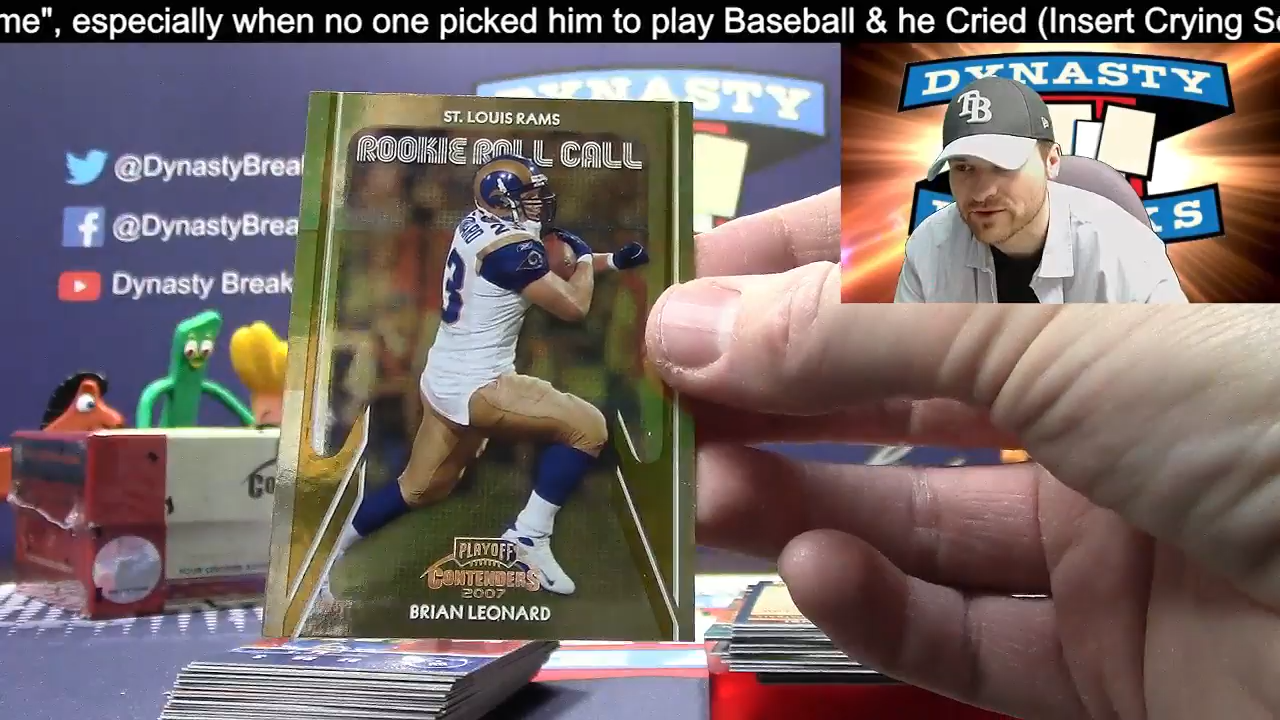 me", especially when no one picked him to play Baseball & he Cried (Insert Crying
DYNASTY
TB
@DynastyBrea
@DynastyBrea
Dynasty Break
ST. LOUIS RAMS
ROOKIE ROLL CALL
PLAYOFF
CONTENDERS
2007
BRIAN LEONARD